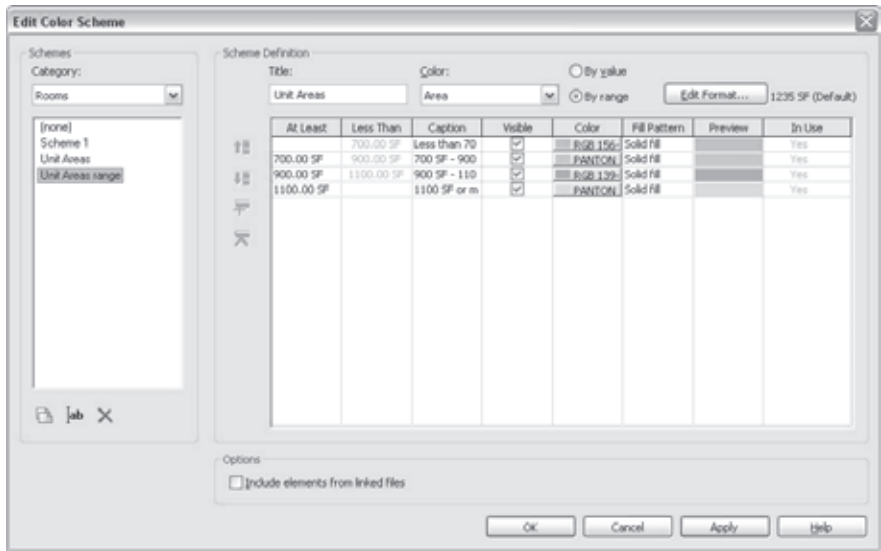 Edit Color Scheme
Schemes
Category:
Rooms
(none)
Scheme 1
Unit Areas
Unit Areas range
ab
Scheme Definition
Title:
Unit Areas
Color:
Area
By value
By range
Edit Format...
1235 SF (Default)
At Least Less Than Caption Visible Color Fill Pattern Preview In Use
700.00 SF Less than 70 RGB 156- Solid fill Yes
700.00 SF 900.00 SF 700 SF - 900 PANTON Solid fill Yes
900.00 SF 1100.00 SF 900 SF - 110 RGB 139- Solid fill Yes
1100.00 SF 1100 SF or m PANTON Solid fill Yes
Options
Include elements from linked files
OK Cancel Apply Help